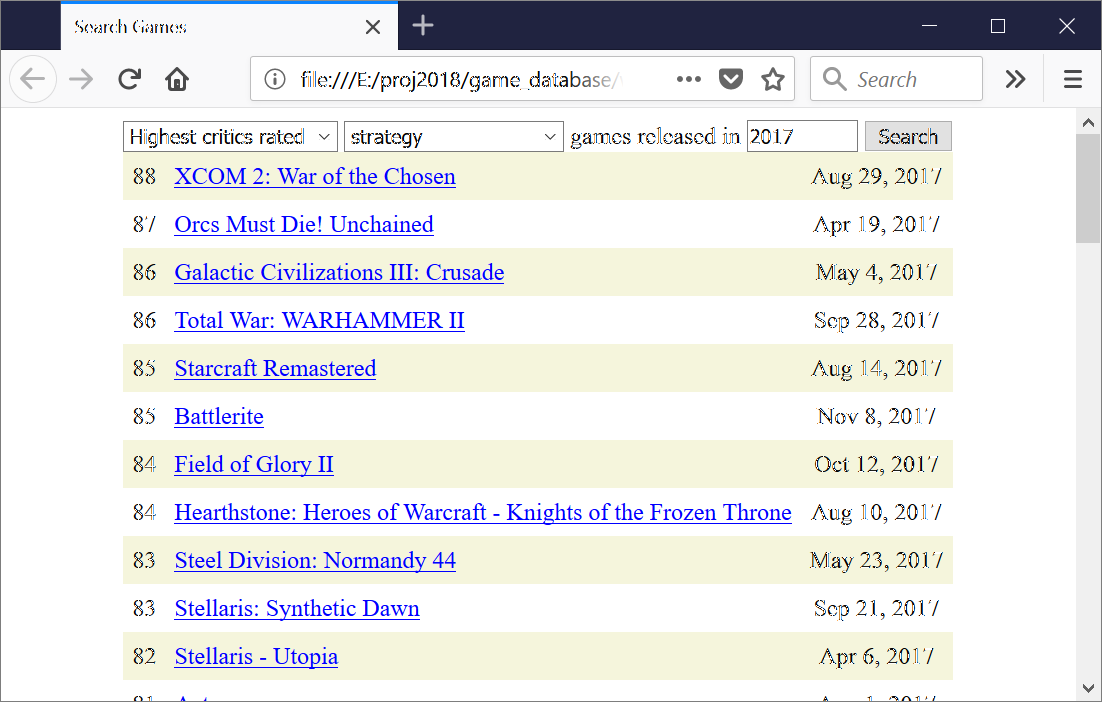 Search Games
file:///E:/proj2018/game_database/
Search
Highest critics rated strategy games released in 2017 Search
88 XCOM 2: War of the Chosen Aug 29, 2017
87 Orcs Must Die! Unchained Apr 19, 2017
86 Galactic Civilizations III: Crusade May 4, 2017
86 Total War: WARHAMMER II Sep 28, 2017
85 Starcraft Remastered Aug 14, 2017
85 Battlerite Nov 8, 2017
84 Field of Glory II Oct 12, 2017
84 Hearthstone: Heroes of Warcraft - Knights of the Frozen Throne Aug 10, 2017
83 Steel Division: Normandy 44 May 23, 2017
83 Stellaris: Synthetic Dawn Sep 21, 2017
82 Stellaris - Utopia Apr 6, 2017